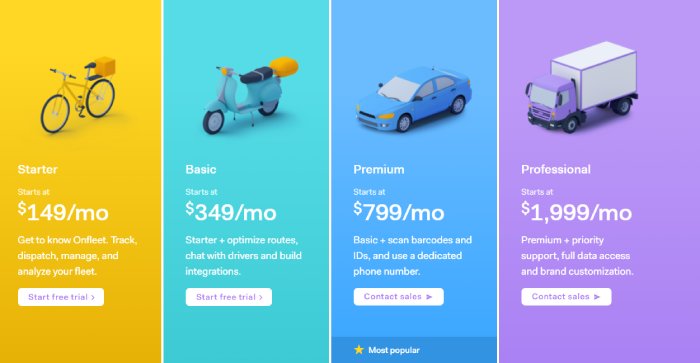 Starter
Starts at
$149/mo
Get to know Onfleet. Track,
dispatch, manage, and
analyze your fleet.
Start free trial >
Basic
Starts at
$349/mo
Starter + optimize routes,
chat with drivers and build
integrations.
Start free trial >
Premium
Starts at
$799/mo
Basic + scan barcodes and
IDs, and use a dedicated
phone number.
Contact sales ➤
★ Most popular
Professional
Starts at
$1,999/mo
Premium + priority
support, full data access
and brand customization.
Contact sales ➤